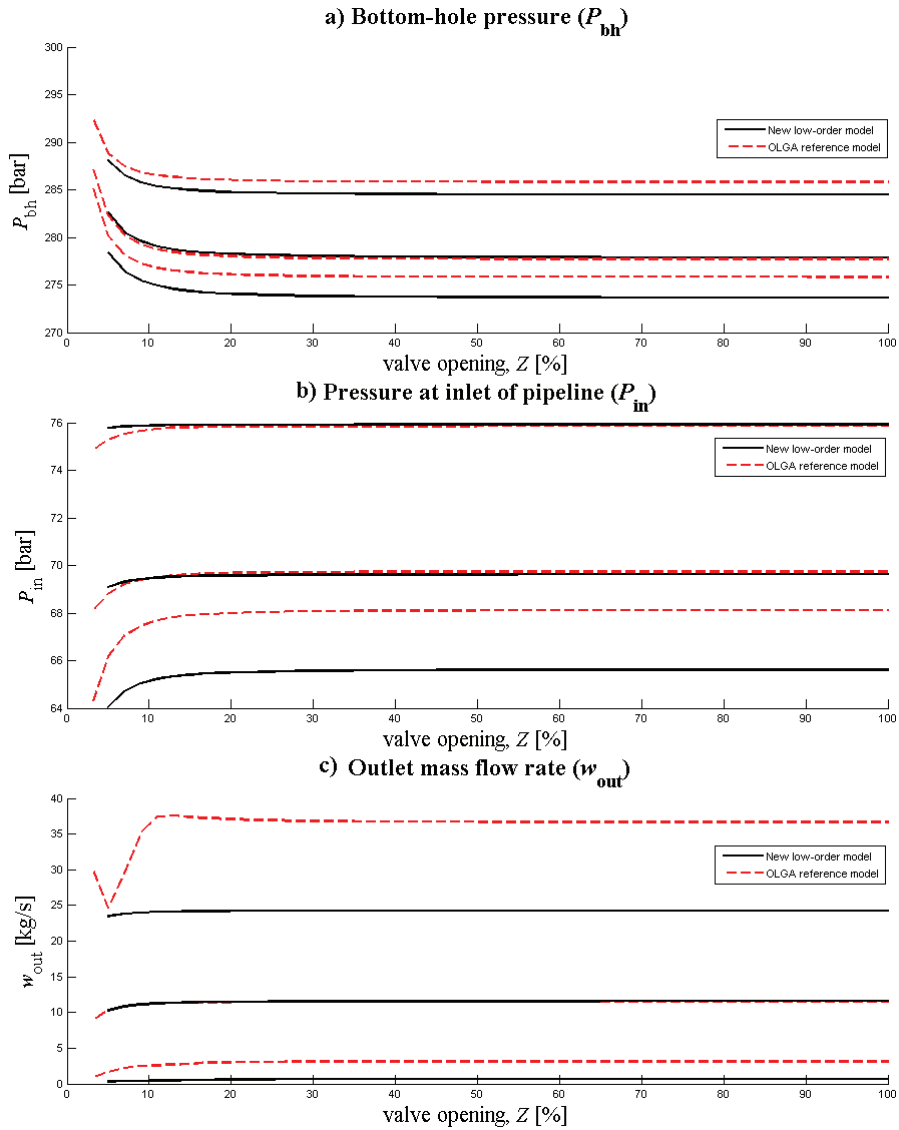 a) Bottom-hole pressure (Pbh)
300
295
290
285
280
275
270
Pbh [bar]
New low-order model
OLGA reference model
0 10 20 30 40 50 60 70 80 90 100
valve opening, Z [%]
b) Pressure at inlet of pipeline (Pin)
76
74
72
70
68
66
64
Pin [bar]
New low-order model
OLGA reference model
0 10 20 30 40 50 60 70 80 90 100
valve opening, Z [%]
c) Outlet mass flow rate (wout)
40
35
30
25
20
15
10
5
0
wout [kg/s]
New low-order model
OLGA reference model
0 10 20 30 40 50 60 70 80 90 100
valve opening, Z [%]